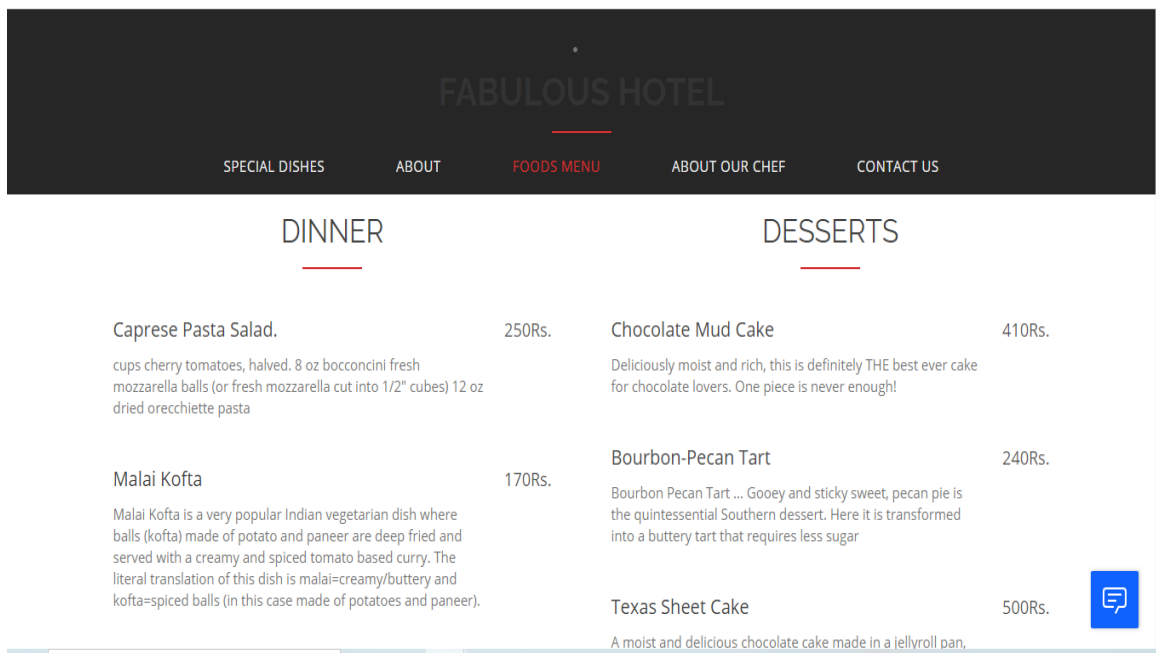 FABULOUS HOTEL
SPECIAL DISHES ABOUT FOODS MENU ABOUT OUR CHEF CONTACT US
DINNER
Caprese Pasta Salad. 250Rs.
cups cherry tomatoes, halved. 8 oz bocconcini fresh
mozzarella balls (or fresh mozzarella cut into 1/2" cubes) 12 oz
dried orecchiette pasta
Malai Kofta 170Rs.
Malai Kofta is a very popular Indian vegetarian dish where
balls (kofta) made of potato and paneer are deep fried and
served with a creamy and spiced tomato based curry. The
literal translation of this dish is malai=creamy/buttery and
kofta=spiced balls (in this case made of potatoes and paneer).
DESSERTS
Chocolate Mud Cake 410Rs.
Deliciously moist and rich, this is definitely THE best ever cake
for chocolate lovers. One piece is never enough!
Bourbon-Pecan Tart 240Rs.
Bourbon Pecan Tart ... Gooey and sticky sweet, pecan pie is
the quintessential Southern dessert. Here it is transformed
into a buttery tart that requires less sugar
Texas Sheet Cake 500Rs.
A moist and delicious chocolate cake made in a jellyroll pan,